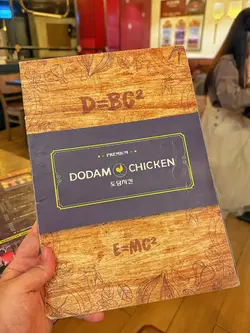 D=BC²
PREMIUM
DODAM CHICKEN
도담치킨
E=MC²